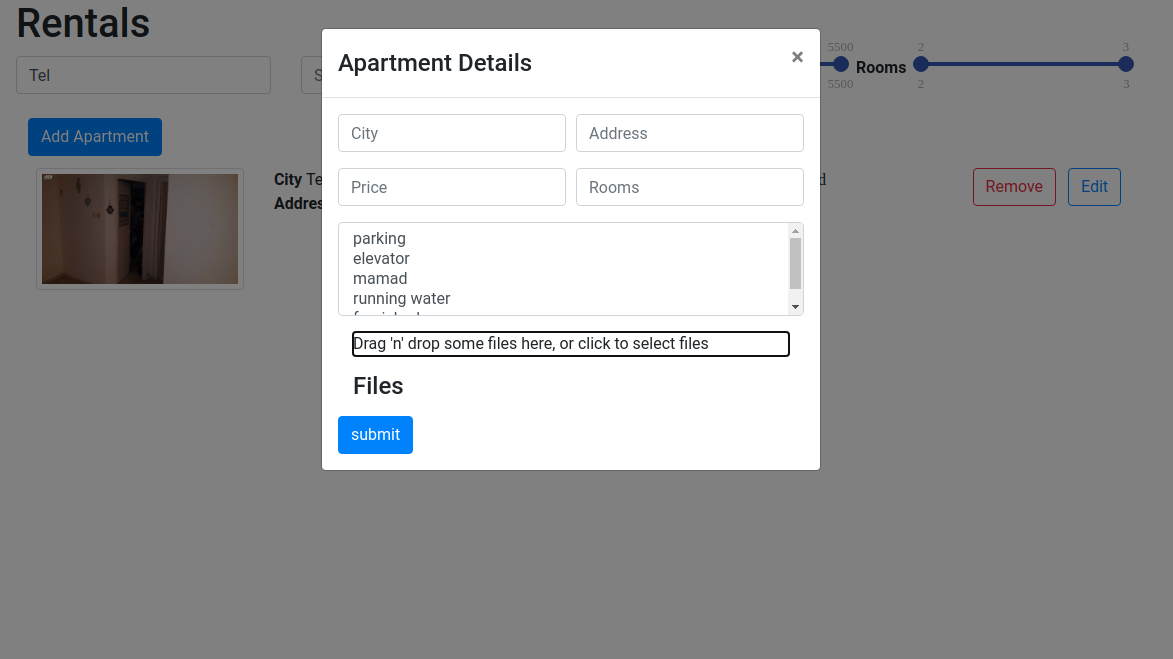 Rentals
Tel
S
5500
5500
Rooms
2
3
2
3
Add Apartment
City Te
Addres
d
Remove
Edit
Apartment Details
×
City
Address
Price
Rooms
parking
elevator
mamad
running water
Drag 'n' drop some files here, or click to select files
Files
submit